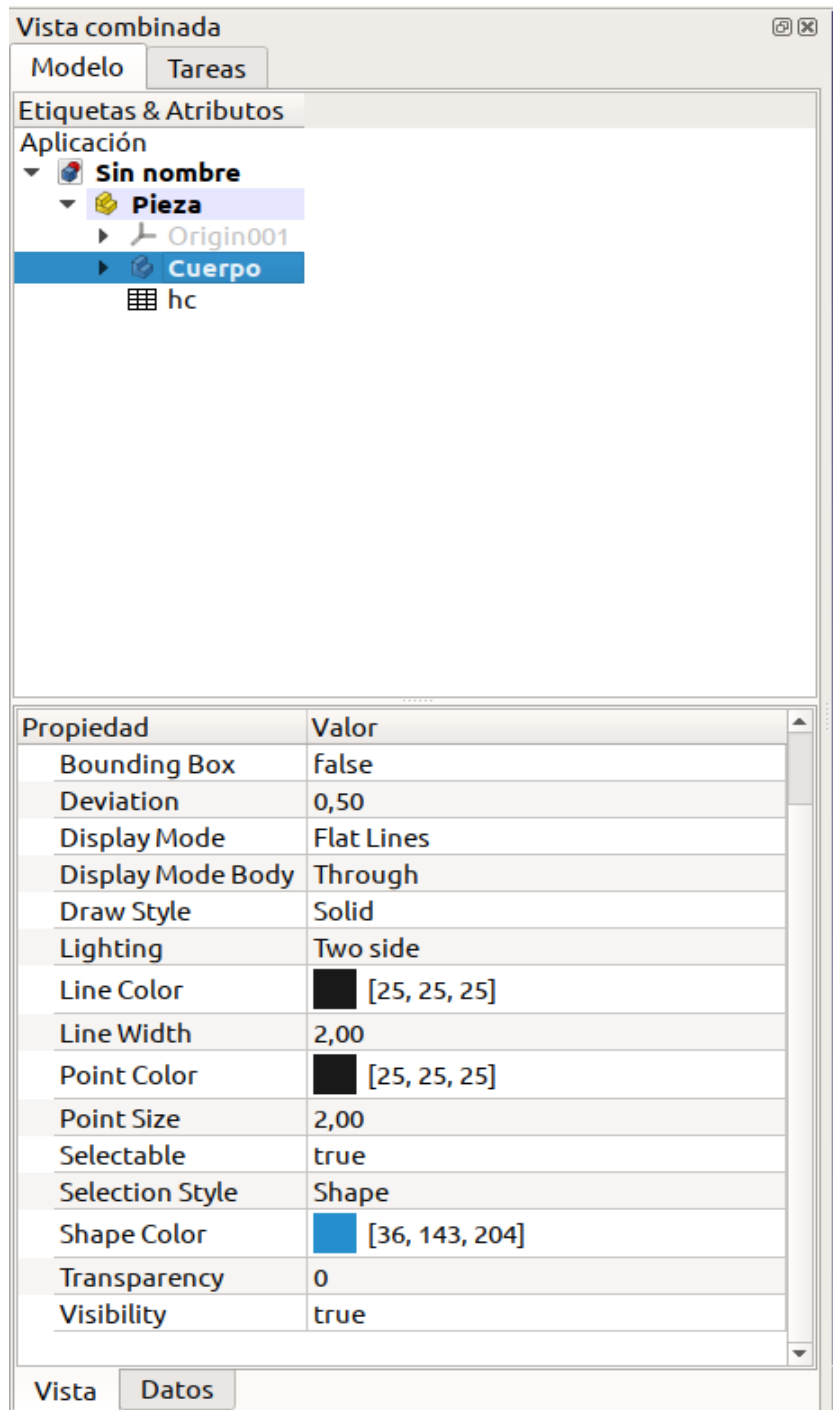 Vista combinada
Modelo Tareas
Etiquetas & Atributos
Aplicación
Sin nombre
Pieza
Origin001
Cuerpo
hc
Propiedad Valor
Bounding Box false
Deviation 0,50
Display Mode Flat Lines
Display Mode Body Through
Draw Style Solid
Lighting Two side
Line Color [25, 25, 25]
Line Width 2,00
Point Color [25, 25, 25]
Point Size 2,00
Selectable true
Selection Style Shape
Shape Color [36, 143, 204]
Transparency 0
Visibility true
Vista Datos